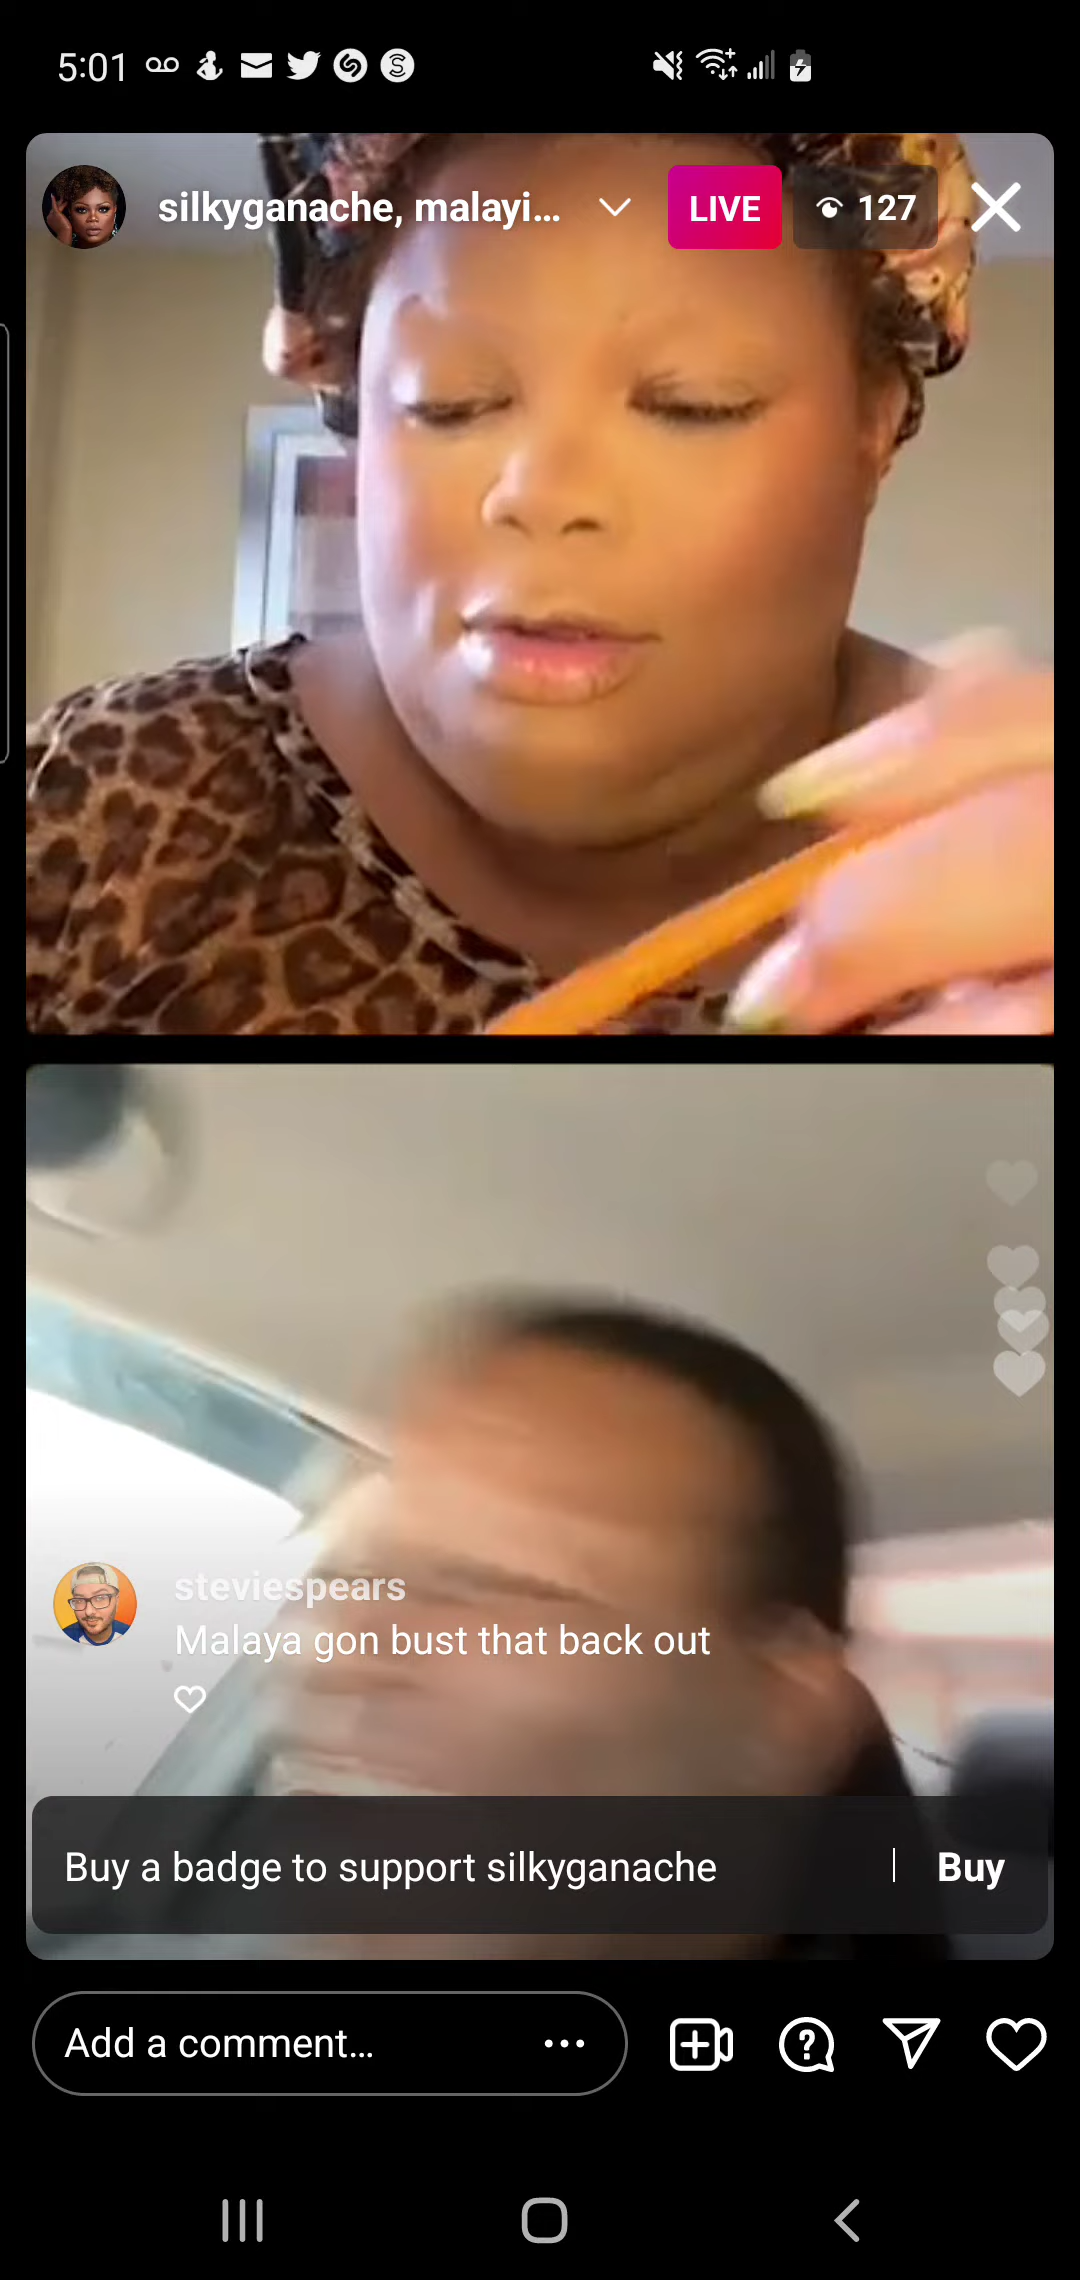 5:01
silkyganache, malayi...
LIVE
127
steviespears
Malaya gon bust that back out
Buy a badge to support silkyganache
Buy
Add a comment...